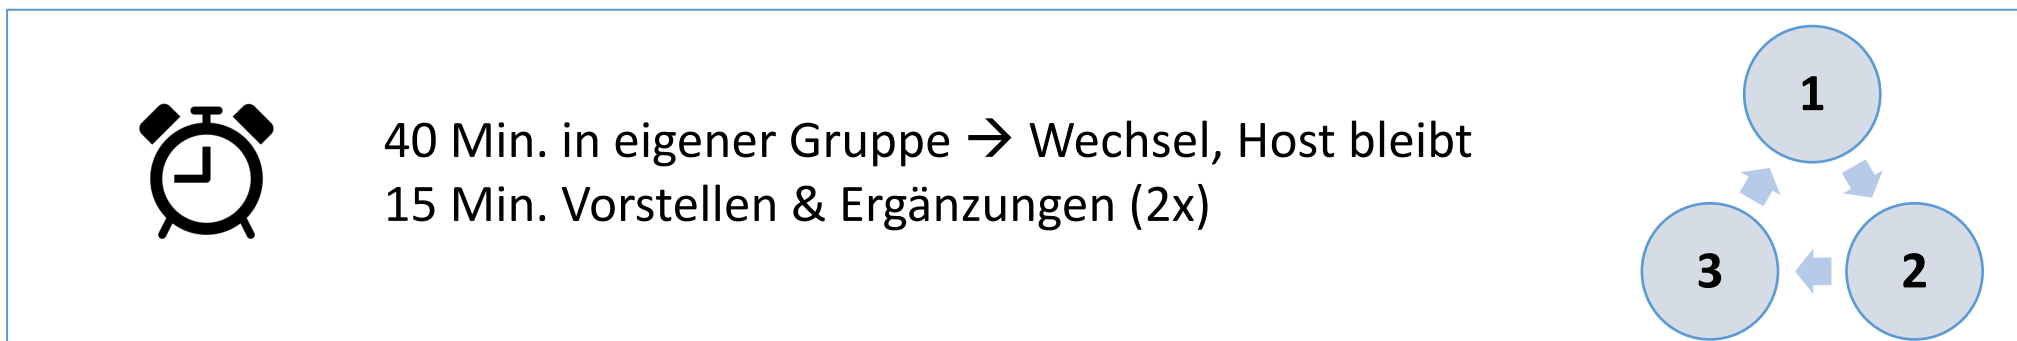 40 Min. in eigener Gruppe → Wechsel, Host bleibt
15 Min. Vorstellen & Ergänzungen (2x)
1
3
2